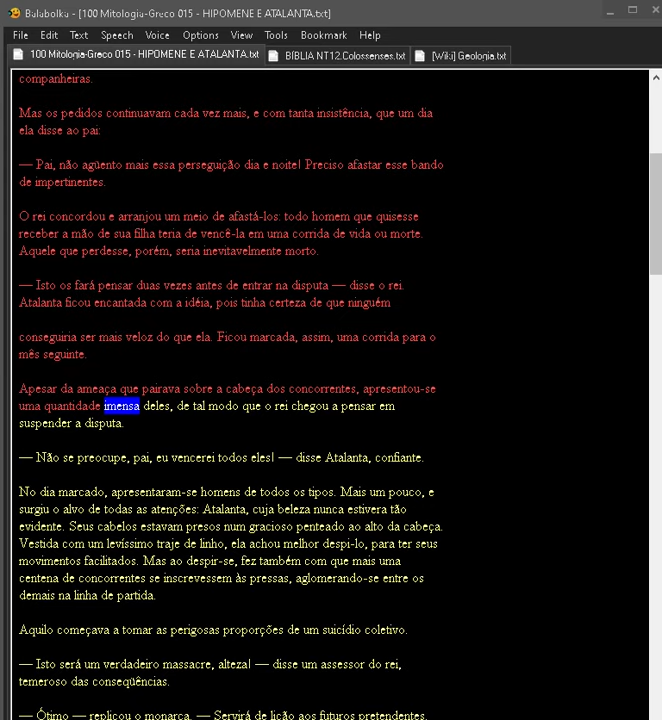 Balabolka - [100 Mitologia-Greco 015 - HIPOMENE E ATALANTA.txt]
File Edit Text Speech Voice Options View Tools Bookmark Help
100 Mitologia-Greco 015 - HIPOMENE E ATALANTA.txt BÍBLIA NT12.Colossenses.txt [Wiki] Geologia.txt
companheiras.
Mas os pedidos continuavam cada vez mais, e com tanta insistência, que um dia
ela disse ao pai:
— Pai, não agüento mais essa perseguição dia e noite! Preciso afastar esse bando
de impertinentes.
O rei concordou e arranjou um meio de afastá-los: todo homem que quisesse
receber a mão de sua filha teria de vencê-la em uma corrida de vida ou morte.
Aquele que perdesse, porém, seria inevitavelmente morto.
— Isto os fará pensar duas vezes antes de entrar na disputa — disse o rei.
Atalanta ficou encantada com a idéia, pois tinha certeza de que ninguém
conseguiria ser mais veloz do que ela. Ficou marcada, assim, uma corrida para o
mês seguinte.
Apesar da ameaça que pairava sobre a cabeça dos concorrentes, apresentou-se
uma quantidade imensa deles, de tal modo que o rei chegou a pensar em
suspender a disputa.
— Não se preocupe, pai, eu vencerei todos eles! — disse Atalanta, confiante.
No dia marcado, apresentaram-se homens de todos os tipos. Mais um pouco, e
surgiu o alvo de todas as atenções: Atalanta, cuja beleza nunca estivera tão
evidente. Seus cabelos estavam presos num gracioso penteado ao alto da cabeça.
Vestida com um levíssimo traje de linho, ela achou melhor despi-lo, para ter seus
movimentos facilitados. Mas ao despir-se, fez também com que mais uma
centena de concorrentes se inscrevessem às pressas, aglomerando-se entre os
demais na linha de partida.
Aquilo começava a tomar as perigosas proporções de um suicídio coletivo.
— Isto será um verdadeiro massacre, alteza! — disse um assessor do rei,
temeroso das conseqüências.
— Ótimo — replicou o monarca. — Servirá de lição aos futuros pretendentes.